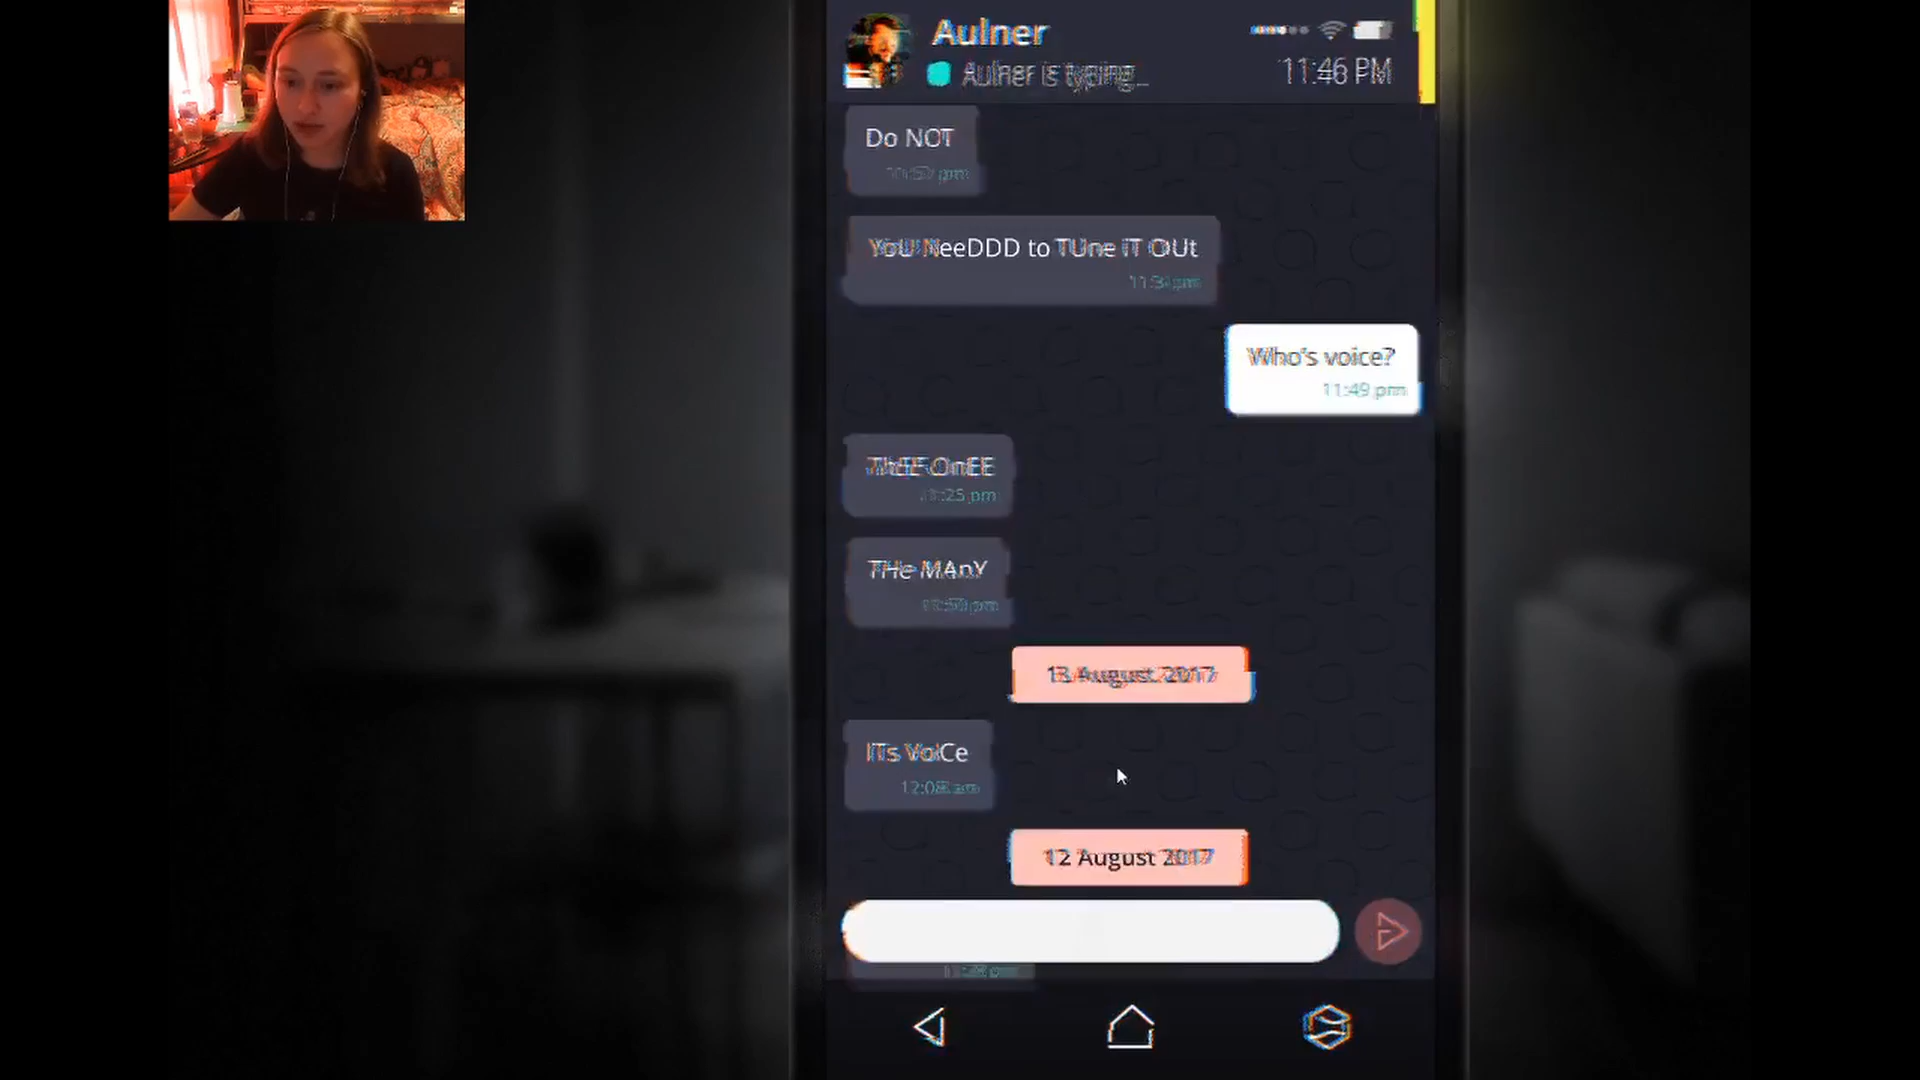 Aulner
Aulner is typing...
11:46 PM
Do NOT
YoU NeeDDD to TUne iT OUt
Who's voice?
11:49 pm
ThEE OnEE
THe MAnY
13 August 2017
ITs VoiCe
12 August 2017